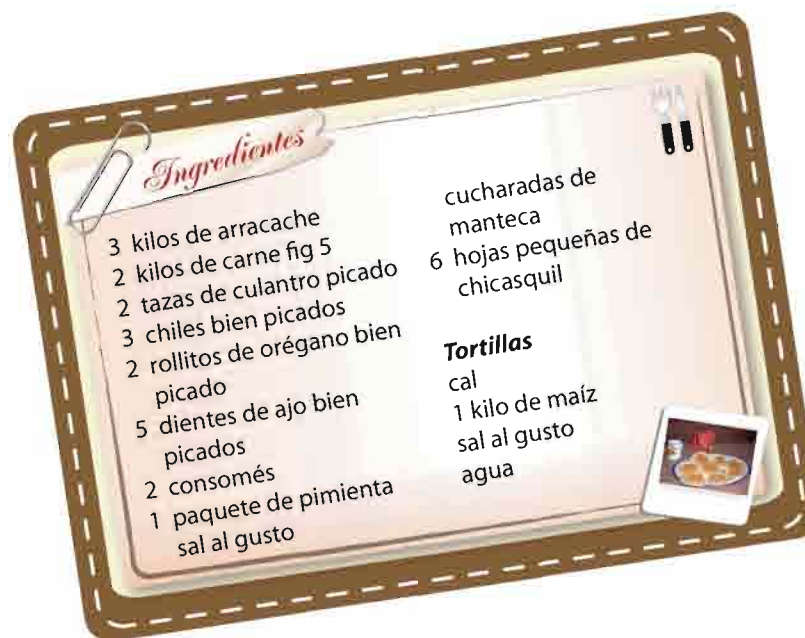 Ingredientes
3 kilos de arracache
2 kilos de carne fig 5
2 tazas de culantro picado
3 chiles bien picados
2 rollitos de orégano bien
picado
5 dientes de ajo bien
picados
2 consomés
1 paquete de pimienta
sal al gusto
cucharadas de
manteca
6 hojas pequeñas de
chicasquil
Tortillas
cal
1 kilo de maíz
sal al gusto
agua